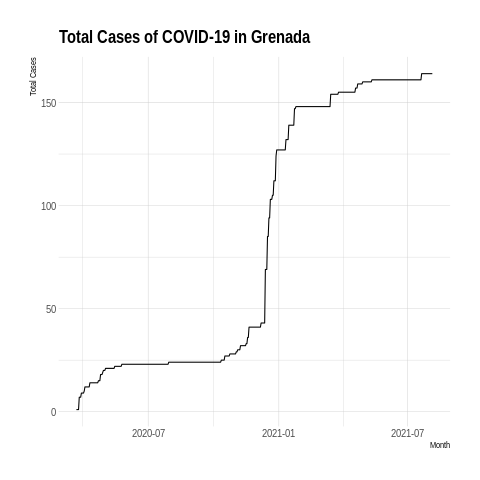 Total Cases of COVID-19 in Grenada
Total Cases
150
100
50
0
2020-07
2021-01
2021-07
Month